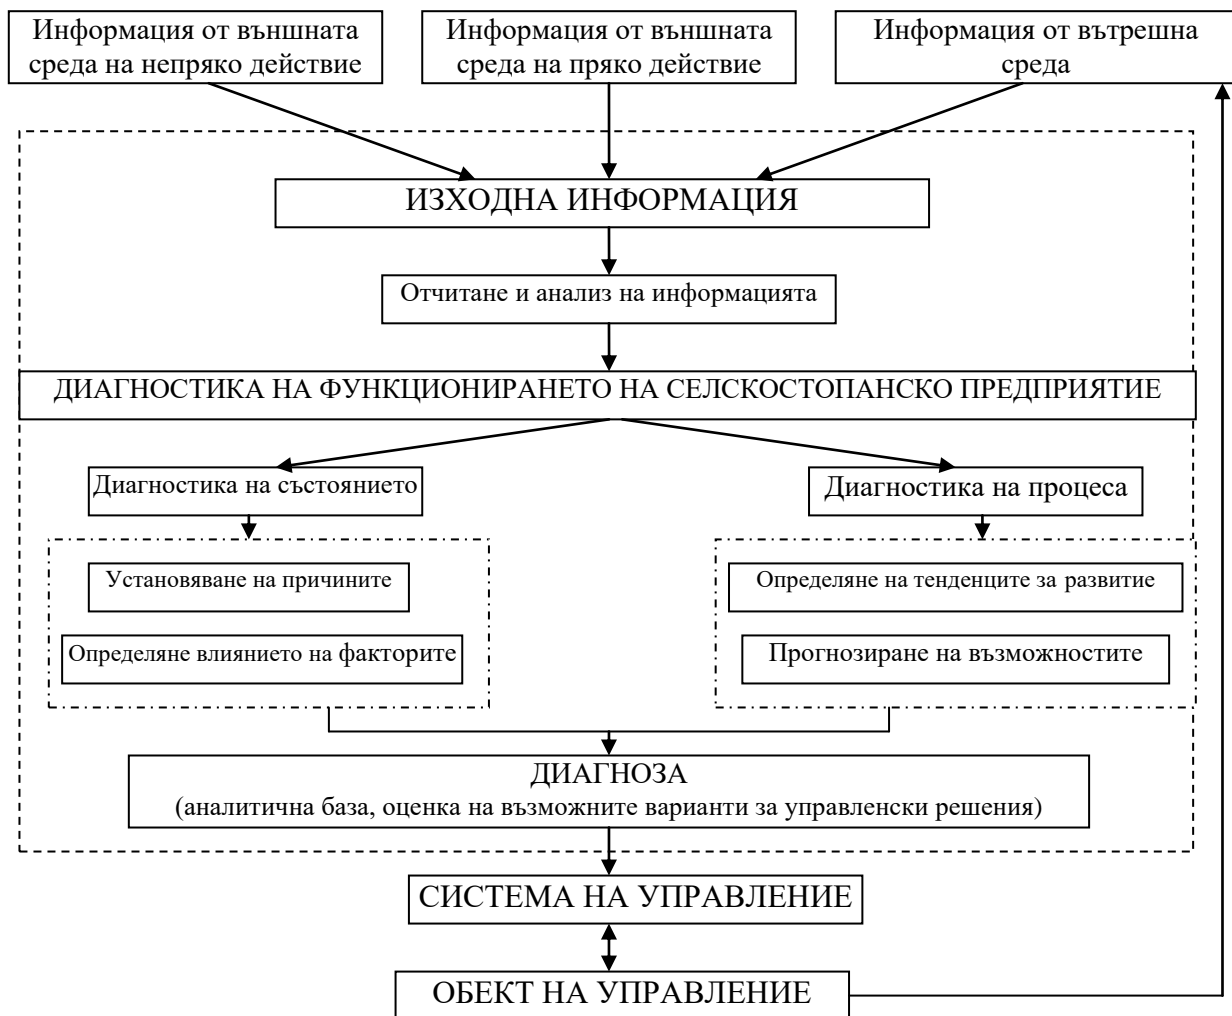 Информация от външната
среда на непряко действие
Информация от външната
среда на пряко действие
Информация от вътрешна
среда
ИЗХОДНА ИНФОРМАЦИЯ
Отчитане и анализ на информацията
ДИАГНОСТИКА НА ФУНКЦИОНИРАНЕТО НА СЕЛСКОСТОПАНСКО ПРЕДПРИЯТИЕ
Диагностика на състоянието
Диагностика на процеса
Установяване на причините
Определяне на тенденците за развитие
Определяне влиянието на факторите
Прогнозиране на възможностите
ДИАГНОЗА
(аналитична база, оценка на възможните варианти за управленски решения)
СИСТЕМА НА УПРАВЛЕНИЕ
ОБЕКТ НА УПРАВЛЕНИЕ